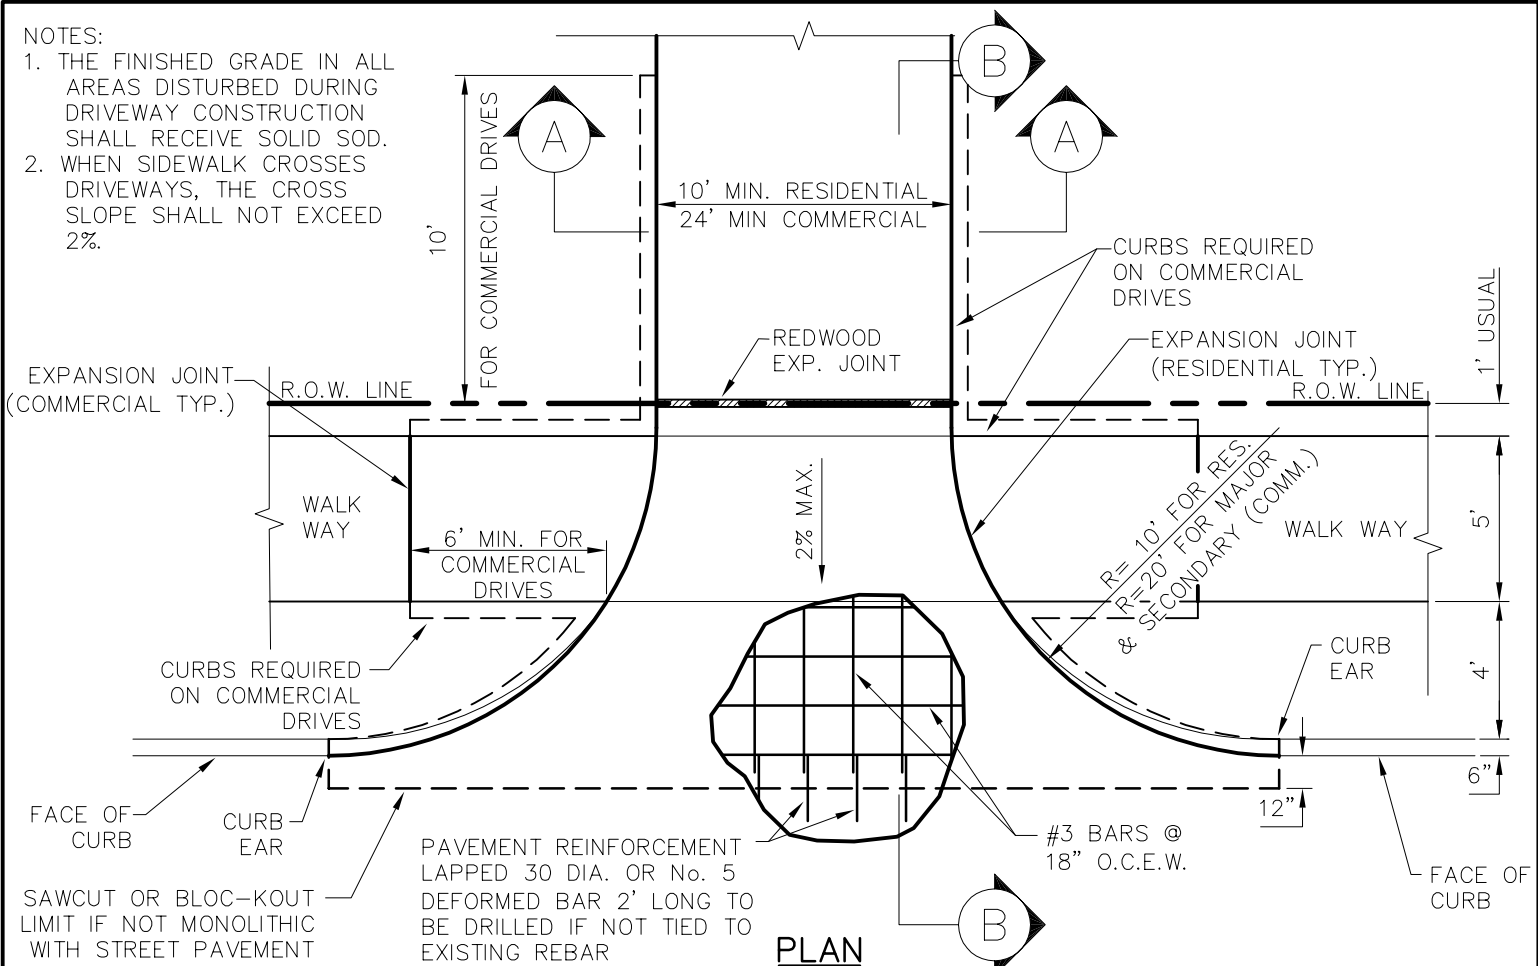 NOTES:
1. THE FINISHED GRADE IN ALL
AREAS DISTURBED DURING
DRIVEWAY CONSTRUCTION
SHALL RECEIVE SOLID SOD.
2. WHEN SIDEWALK CROSSES
DRIVEWAYS, THE CROSS
SLOPE SHALL NOT EXCEED
2%.
10'
FOR COMMERCIAL DRIVES
A
B
A
10' MIN. RESIDENTIAL
24' MIN COMMERCIAL
CURBS REQUIRED
ON COMMERCIAL
DRIVES
1' USUAL
REDWOOD
EXP. JOINT
EXPANSION JOINT
(RESIDENTIAL TYP.)
EXPANSION JOINT
(COMMERCIAL TYP.)
R.O.W. LINE
R.O.W. LINE
WALK
WAY
6' MIN. FOR
COMMERCIAL
DRIVES
2% MAX.
R= 10' FOR RES.
R=20' FOR MAJOR
& SECONDARY (COMM.)
WALK WAY
5'
CURBS REQUIRED
ON COMMERCIAL
DRIVES
CURB
EAR
4'
6"
12"
FACE OF
CURB
CURB
EAR
SAWCUT OR BLOC-KOUT
LIMIT IF NOT MONOLITHIC
WITH STREET PAVEMENT
PAVEMENT REINFORCEMENT
LAPPED 30 DIA. OR No. 5
DEFORMED BAR 2' LONG TO
BE DRILLED IF NOT TIED TO
EXISTING REBAR
#3 BARS @
18" O.C.E.W.
FACE OF
CURB
B
PLAN